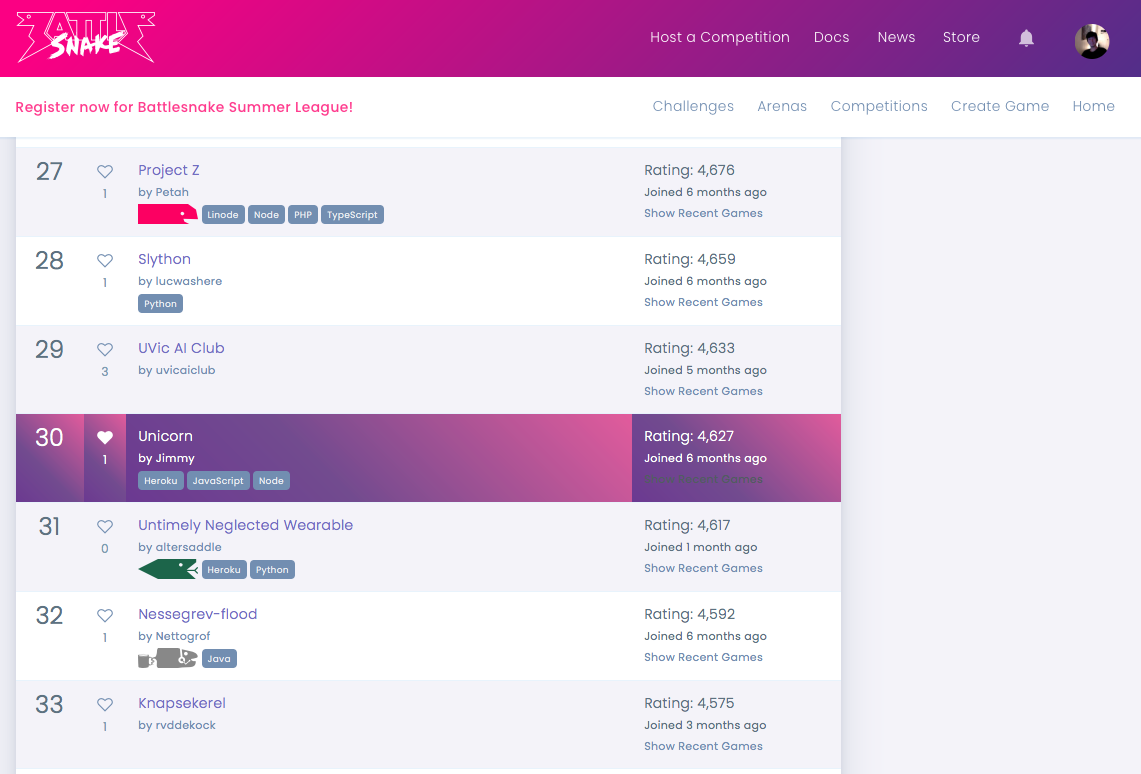 BATTLE
SNAKE
Host a Competition Docs News Store
Register now for Battlesnake Summer League!
Challenges Arenas Competitions Create Game Home
27
1
Project Z
by Petah
Linode Node PHP TypeScript
Rating: 4,676
Joined 6 months ago
Show Recent Games
28
1
Slython
by lucwashere
Python
Rating: 4,659
Joined 6 months ago
Show Recent Games
29
3
UVic AI Club
by uvicaiclub
Rating: 4,633
Joined 5 months ago
Show Recent Games
30
1
Unicorn
by Jimmy
Heroku JavaScript Node
Rating: 4,627
Joined 6 months ago
Show Recent Games
31
0
Untimely Neglected Wearable
by altersaddle
Heroku Python
Rating: 4,617
Joined 1 month ago
Show Recent Games
32
1
Nessegrev-flood
by Nettogrof
Java
Rating: 4,592
Joined 6 months ago
Show Recent Games
33
1
Knapsekerel
by rvddekock
Rating: 4,575
Joined 3 months ago
Show Recent Games